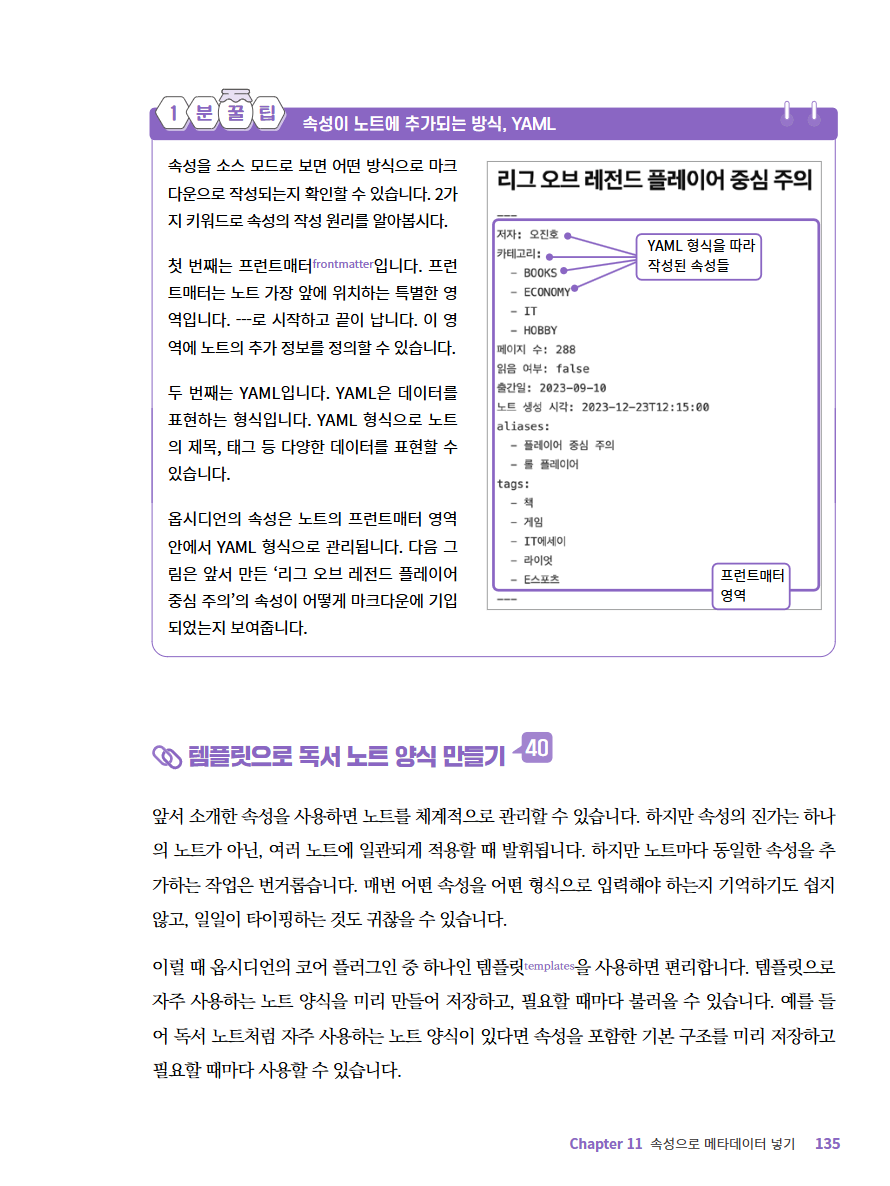 1분꿀팁 속성이 노트에 추가되는 방식, YAML
속성을 소스 모드로 보면 어떤 방식으로 마크
다운으로 작성되는지 확인할 수 있습니다. 2가
지 키워드로 속성의 작성 원리를 알아봅시다.
첫 번째는 프런트매터frontmatter입니다. 프런
트매터는 노트 가장 앞에 위치하는 특별한 영
역입니다. ---로 시작하고 끝이 납니다. 이 영
역에 노트의 추가 정보를 정의할 수 있습니다.
두 번째는 YAML입니다. YAML은 데이터를
표현하는 형식입니다. YAML 형식으로 노트
의 제목, 태그 등 다양한 데이터를 표현할 수
있습니다.
옵시디언의 속성은 노트의 프런트매터 영역
안에서 YAML 형식으로 관리됩니다. 다음 그
림은 앞서 만든 ‘리그 오브 레전드 플레이어
중심 주의’의 속성이 어떻게 마크다운에 기입
되었는지 보여줍니다.
리그 오브 레전드 플레이어 중심 주의
---
저자: 오진호
카테고리:
- BOOKS
- ECONOMY
- IT
- HOBBY
페이지 수: 288
읽음 여부: false
출간일: 2023-09-10
노트 생성 시각: 2023-12-23T12:15:00
aliases:
- 플레이어 중심 주의
- 롤 플레이어
tags:
- 책
- 게임
- IT에세이
- 라이엇
- E스포츠
---
YAML 형식을 따라
작성된 속성들
프런트매터
영역
템플릿으로 독서 노트 양식 만들기 40
앞서 소개한 속성을 사용하면 노트를 체계적으로 관리할 수 있습니다. 하지만 속성의 진가는 하나
의 노트가 아닌, 여러 노트에 일관되게 적용할 때 발휘됩니다. 하지만 노트마다 동일한 속성을 추
가하는 작업은 번거롭습니다. 매번 어떤 속성을 어떤 형식으로 입력해야 하는지 기억하기도 쉽지
않고, 일일이 타이핑하는 것도 귀찮을 수 있습니다.
이럴 때 옵시디언의 코어 플러그인 중 하나인 템플릿templates을 사용하면 편리합니다. 템플릿으로
자주 사용하는 노트 양식을 미리 만들어 저장하고, 필요할 때마다 불러올 수 있습니다. 예를 들
어 독서 노트처럼 자주 사용하는 노트 양식이 있다면 속성을 포함한 기본 구조를 미리 저장하고
필요할 때마다 사용할 수 있습니다.
Chapter 11 속성으로 메타데이터 넣기 135